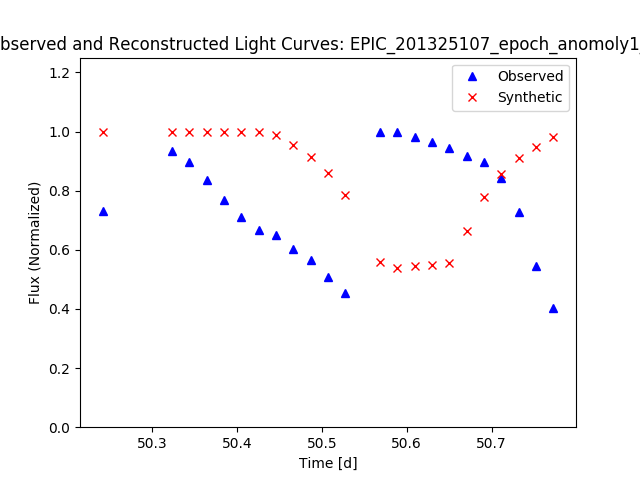 bserved and Reconstructed Light Curves: EPIC_201325107_epoch_anomoly1_
Observed
Synthetic
1.2
1.0
0.8
0.6
0.4
0.2
0.0
Flux (Normalized)
50.3 50.4 50.5 50.6 50.7
Time [d]